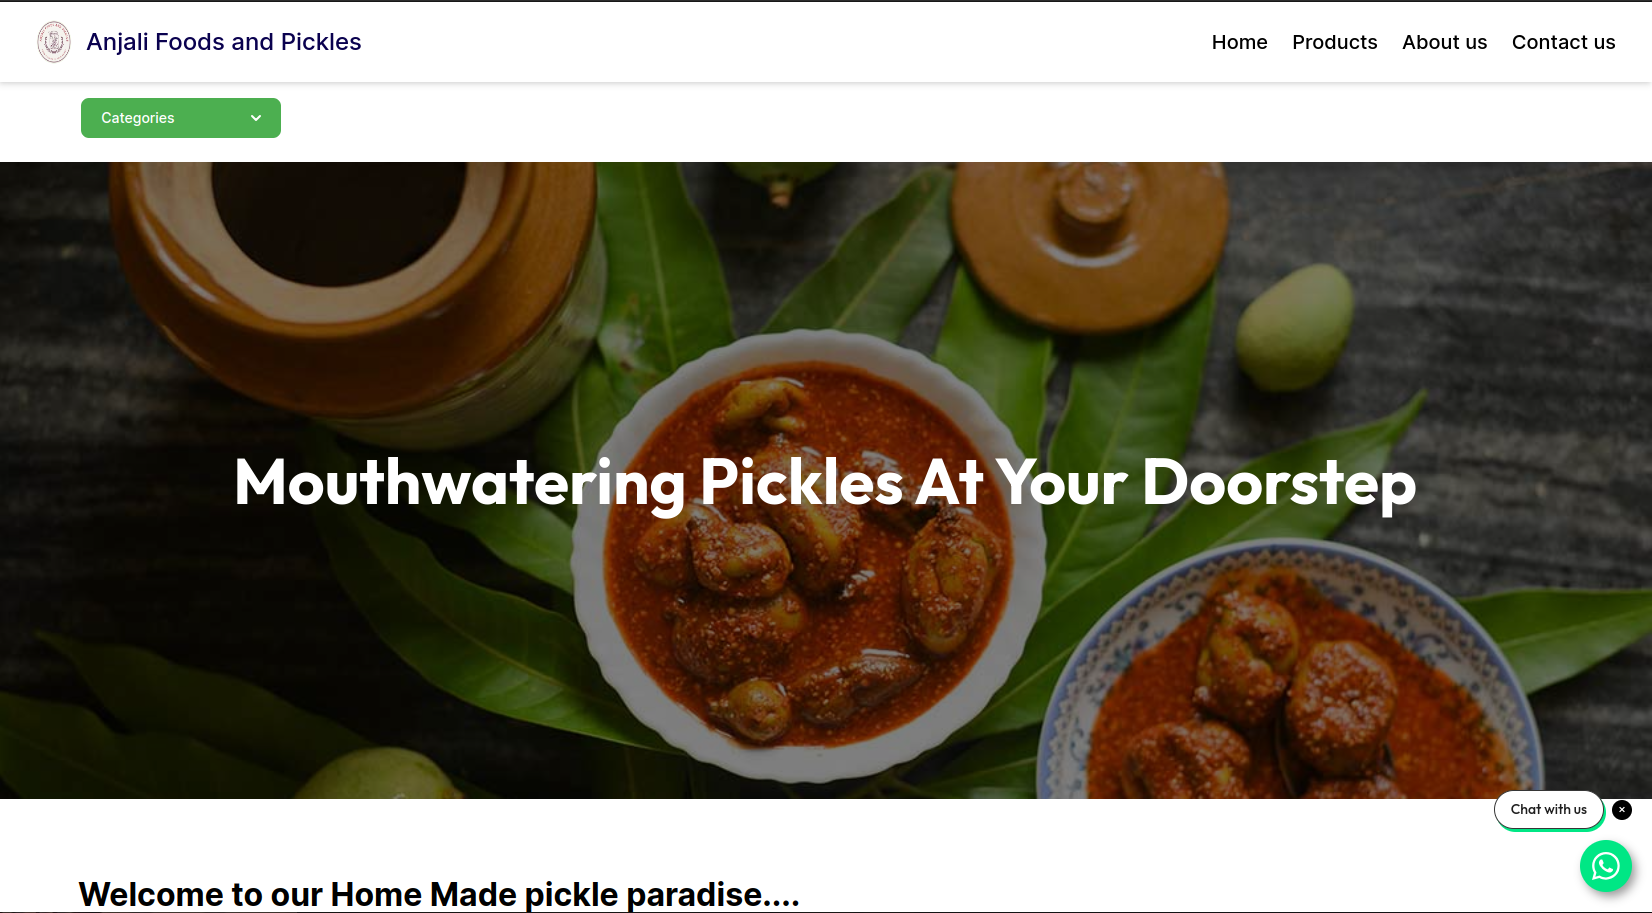 Anjali Foods and Pickles
Home Products About us Contact us
Categories
Mouthwatering Pickles At Your Doorstep
Chat with us
Welcome to our Home Made pickle paradise....